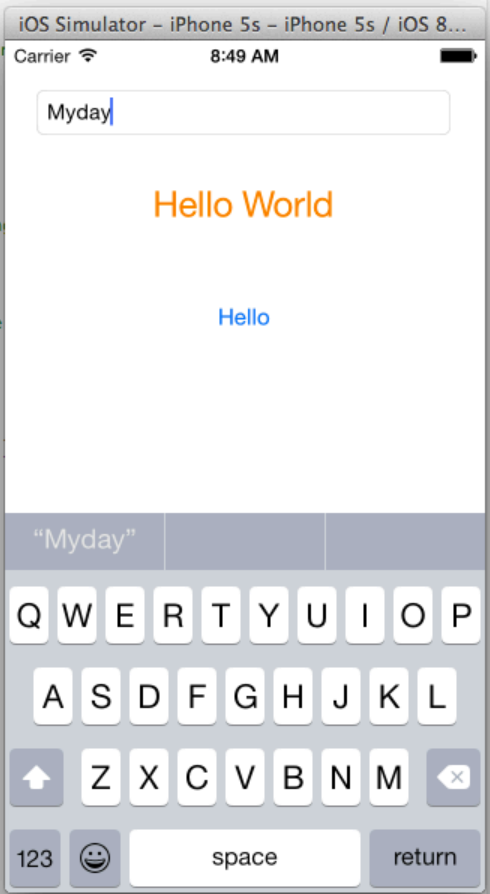 iOS Simulator – iPhone 5s – iPhone 5s / iOS 8...
Carrier 8:49 AM
Myday
Hello World
Hello
“Myday”
Q W E R T Y U I O P
A S D F G H J K L
Z X C V B N M
123 space return